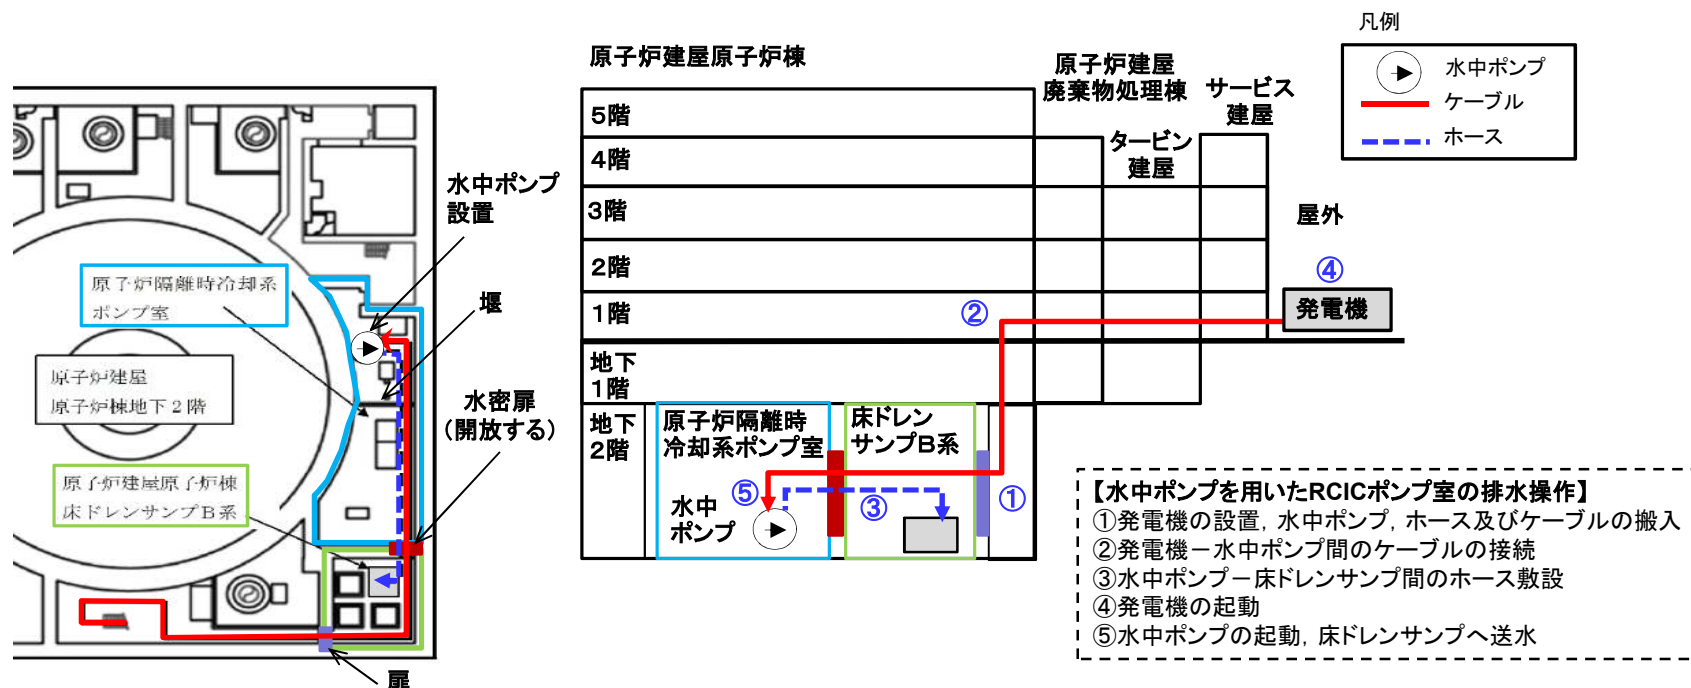 水中ポンプ
設置
原子炉隔離時冷却系
ポンプ室
堰
原子炉建屋
原子炉棟地下２階
水密扉
（開放する）
原子炉建屋原子炉棟
床ドレンサンプＢ系
扉
原子炉建屋原子炉棟
原子炉建屋
廃棄物処理棟
サービス
建屋
タービン
建屋
5階
4階
3階
2階
1階
地下
1階
地下
2階
屋外
④
発電機
②
原子炉隔離時
冷却系ポンプ室
床ドレン
サンプB系
⑤
③
①
水中
ポンプ
凡例
水中ポンプ
ケーブル
ホース
【水中ポンプを用いたRCICポンプ室の排水操作】
①発電機の設置，水中ポンプ，ホース及びケーブルの搬入
②発電機－水中ポンプ間のケーブルの接続
③水中ポンプ－床ドレンサンプ間のホース敷設
④発電機の起動
⑤水中ポンプの起動，床ドレンサンプへ送水